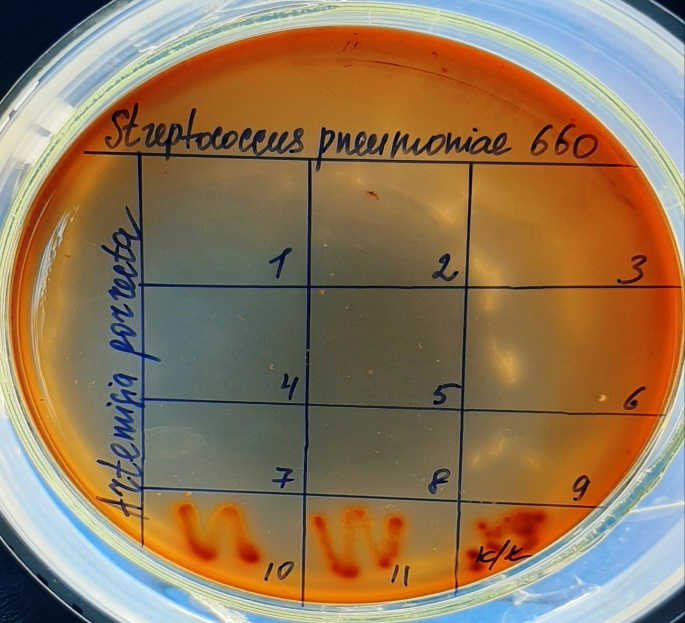 Streptococcus pneumoniae 660
Artemisia porrecta
1 2 3
4 5 6
7 8 9
10 11 K/K